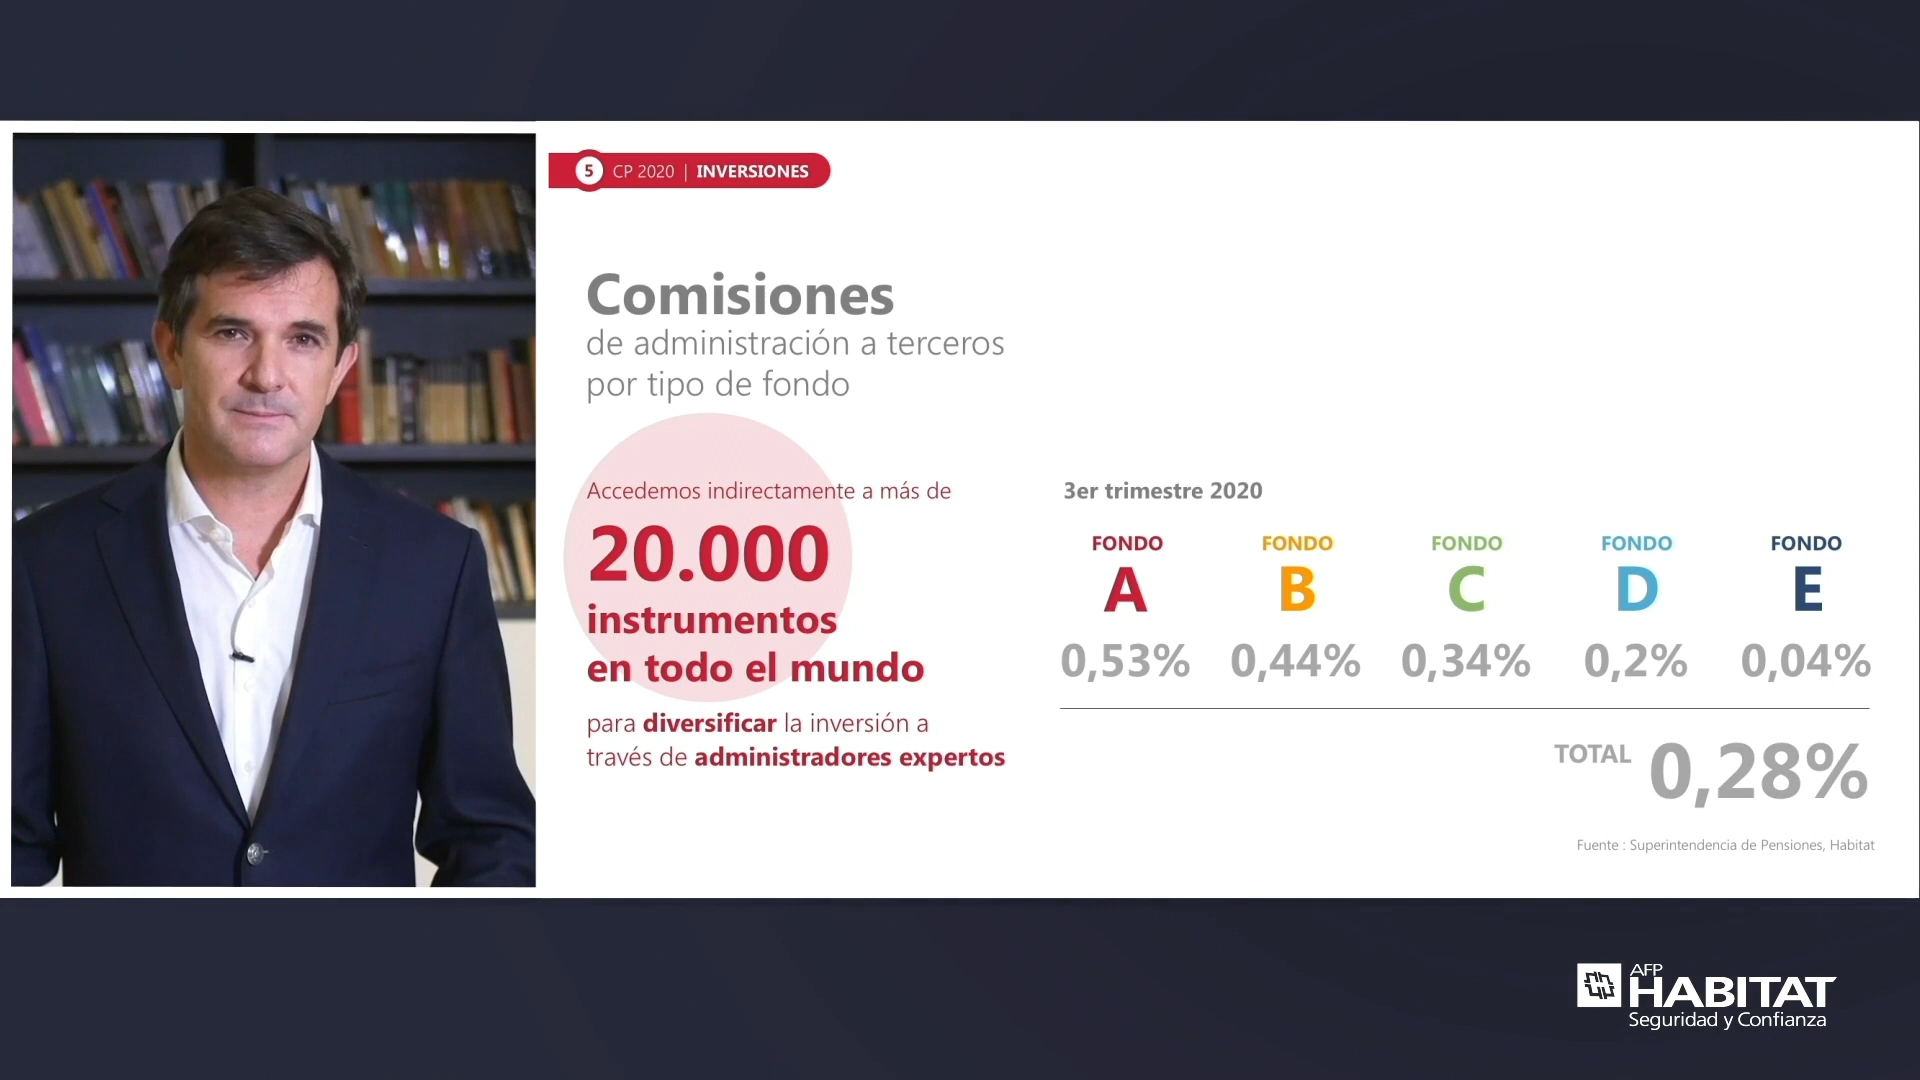 5 CP 2020 | INVERSIONES
Comisiones
de administración a terceros
por tipo de fondo
Accedemos indirectamente a más de
20.000
instrumentos
en todo el mundo
para diversificar la inversión a
través de administradores expertos
3er trimestre 2020
FONDO FONDO FONDO FONDO FONDO
A B C D E
0,53% 0,44% 0,34% 0,2% 0,04%
TOTAL 0,28%
Fuente : Superintendencia de Pensiones, Habitat
AFP
HABITAT
Seguridad y Confianza